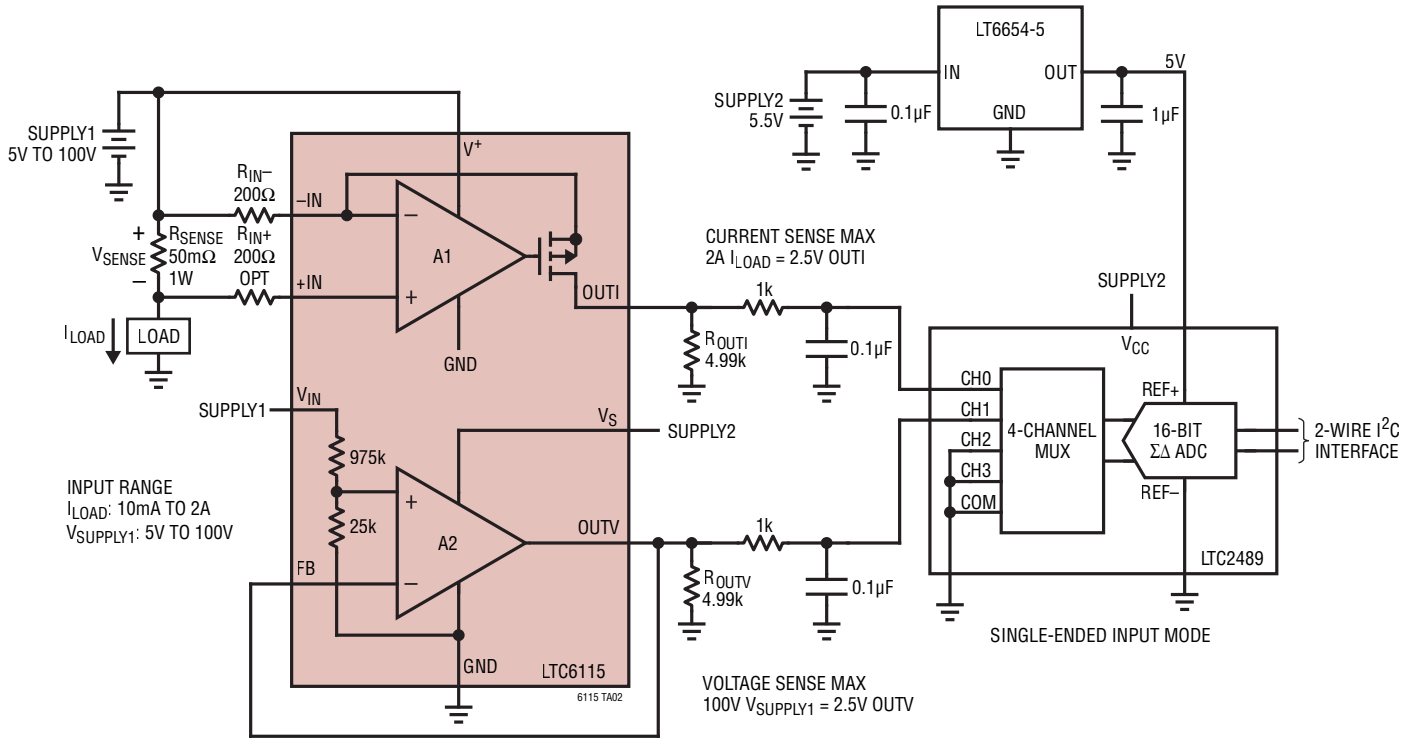 LT6654-5
IN
OUT
GND
5V
SUPPLY2
5.5V
0.1µF
1µF
SUPPLY1
5V TO 100V
V+
RIN–
200Ω
–IN
–
+
VSENSE
–
RSENSE
50mΩ
1W
RIN+
200Ω
OPT
+IN
+
A1
OUTI
GND
ILOAD
LOAD
CURRENT SENSE MAX
2A ILOAD = 2.5V OUTI
1k
ROUTI
4.99k
0.1µF
SUPPLY2
VCC
CH0
CH1
CH2
CH3
COM
4-CHANNEL
MUX
REF+
16-BIT
ΣΔ ADC
REF–
2-WIRE I2C
INTERFACE
LTC2489
SINGLE-ENDED INPUT MODE
SUPPLY1
VIN
975k
25k
VS
SUPPLY2
INPUT RANGE
ILOAD: 10mA TO 2A
VSUPPLY1: 5V TO 100V
+
A2
–
FB
OUTV
1k
ROUTV
4.99k
0.1µF
GND
LTC6115
6115 TA02
VOLTAGE SENSE MAX
100V VSUPPLY1 = 2.5V OUTV